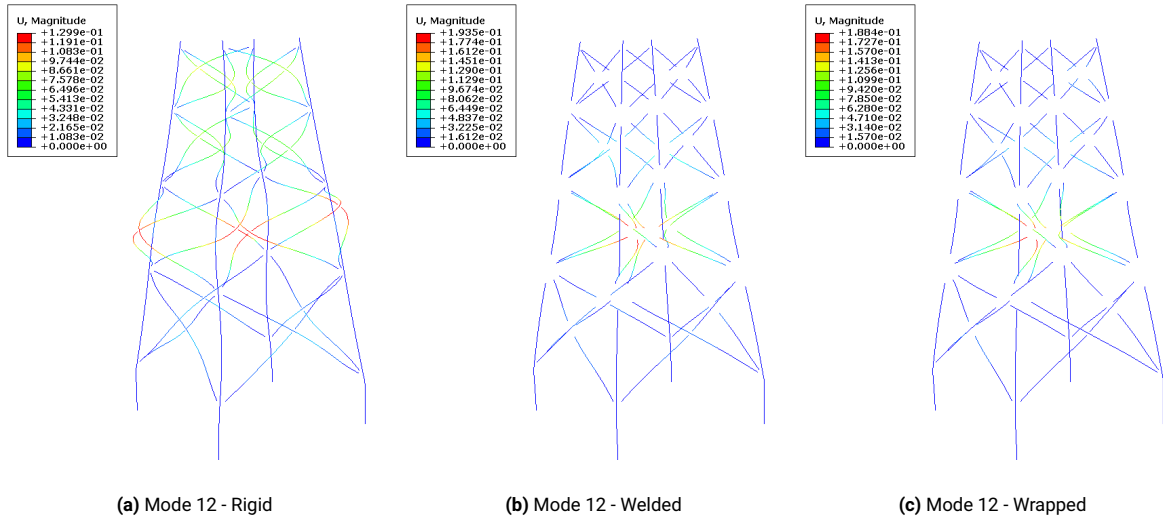 U, Magnitude
+1.299e-01
+1.191e-01
+1.083e-01
+9.744e-02
+8.661e-02
+7.578e-02
+6.496e-02
+5.413e-02
+4.331e-02
+3.248e-02
+2.165e-02
+1.083e-02
+0.000e+00
U, Magnitude
+1.935e-01
+1.774e-01
+1.612e-01
+1.451e-01
+1.290e-01
+1.129e-01
+9.674e-02
+8.062e-02
+6.449e-02
+4.837e-02
+3.225e-02
+1.612e-02
+0.000e+00
U, Magnitude
+1.884e-01
+1.727e-01
+1.570e-01
+1.413e-01
+1.256e-01
+1.099e-01
+9.420e-02
+7.850e-02
+6.280e-02
+4.710e-02
+3.140e-02
+1.570e-02
+0.000e+00
(a) Mode 12 - Rigid
(b) Mode 12 - Welded
(c) Mode 12 - Wrapped